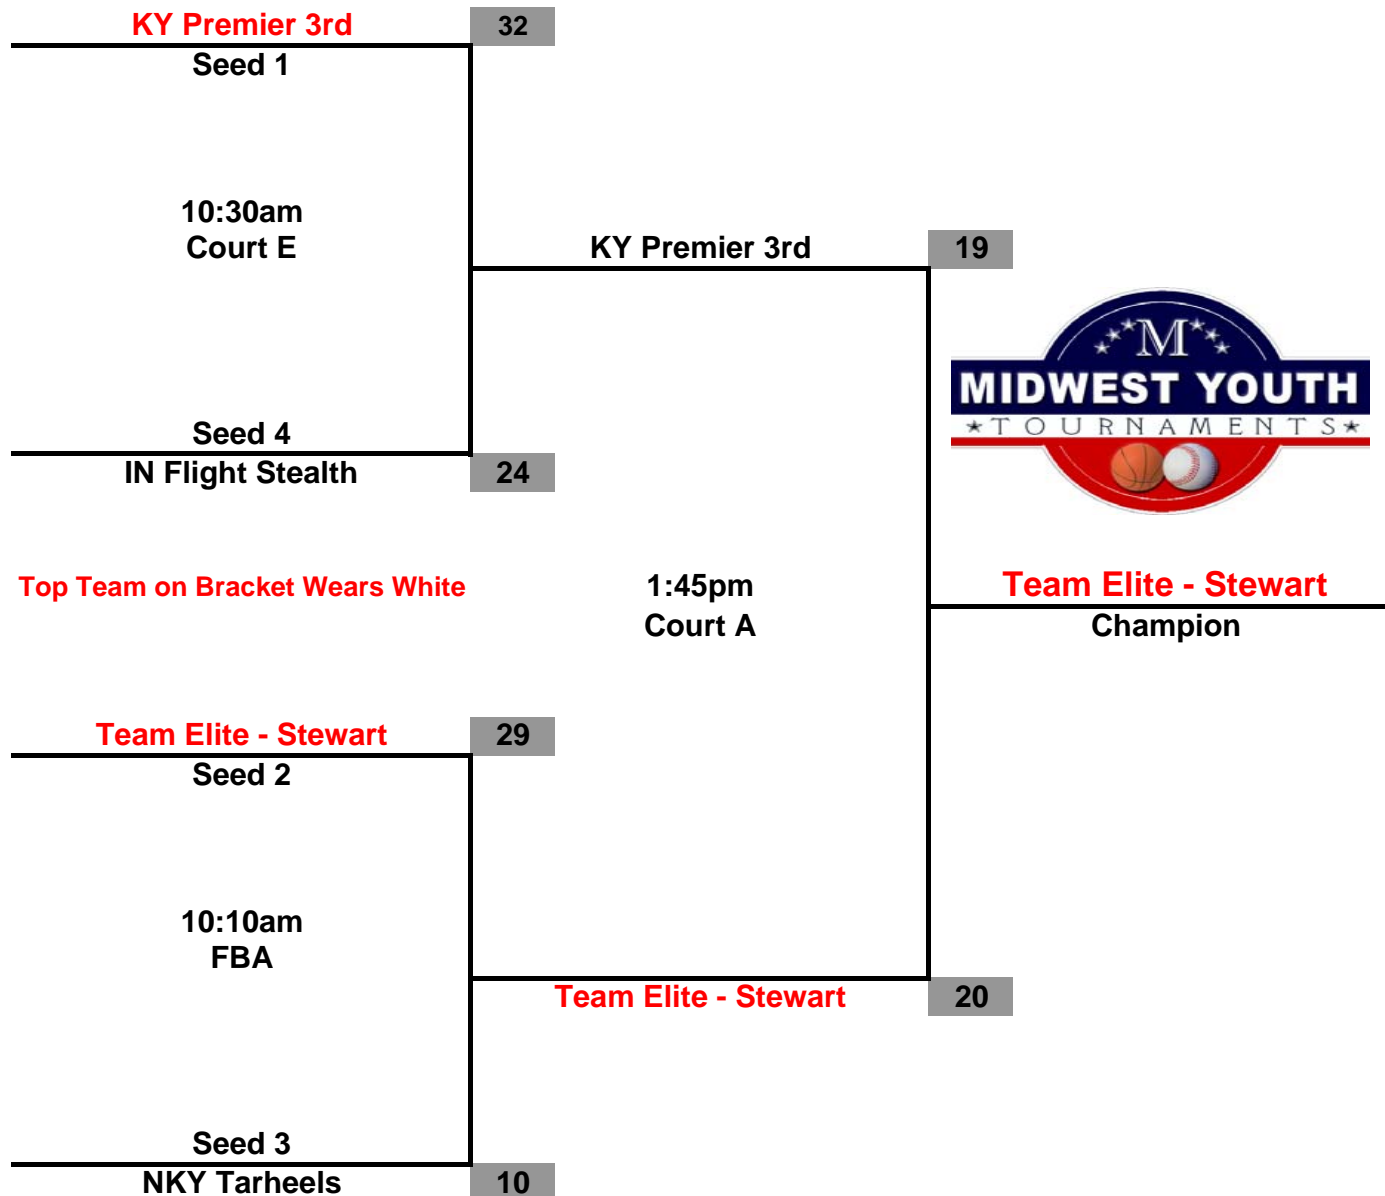 KY Premier 3rd 32
Seed 1
10:30am
Court E
KY Premier 3rd 19
M
MIDWEST YOUTH
TOURNAMENTS
Seed 4
IN Flight Stealth 24
Top Team on Bracket Wears White
1:45pm
Court A
Team Elite - Stewart
Champion
Team Elite - Stewart 29
Seed 2
10:10am
FBA
Team Elite - Stewart 20
Seed 3
NKY Tarheels 10